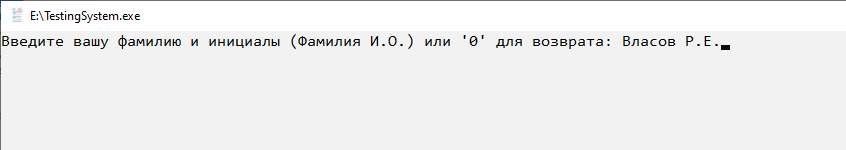 E:\TestingSystem.exe
Введите вашу фамилию и инициалы (Фамилия И.О.) или '0' для возврата: Власов Р.Е.